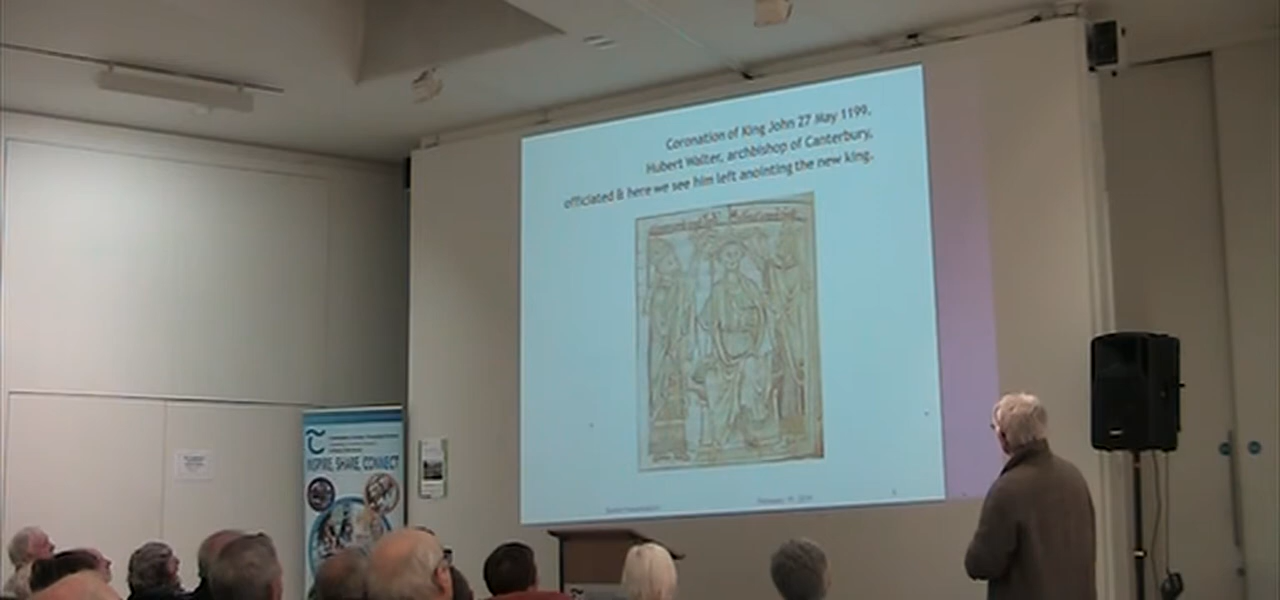 Coronation of King John 27 May 1199.
Hubert Walter, archbishop of Canterbury,
officiated & here we see him left anointing the new king.
INSPIRE, SHARE, CONNECT